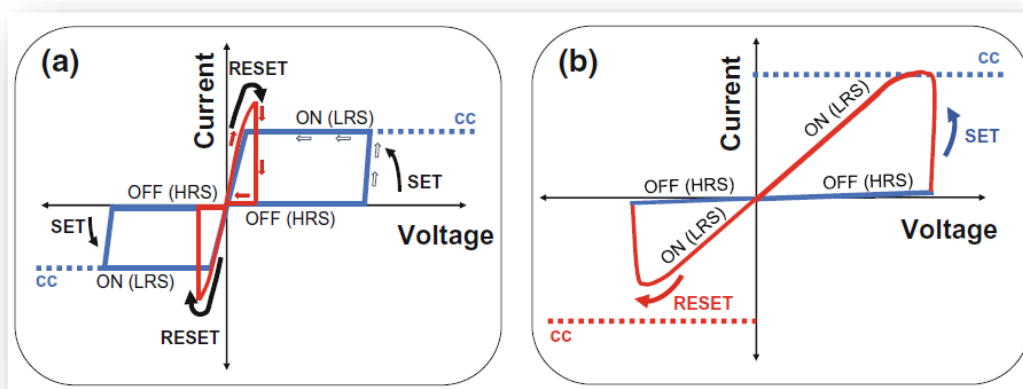 (a)
RESET
Current
ON (LRS)
cc
SET
OFF (HRS)
OFF (HRS)
SET
Voltage
cc
ON (LRS)
RESET
(b)
Current
cc
ON (LRS)
SET
OFF (HRS)
OFF (HRS)
Voltage
ON (LRS)
RESET
cc